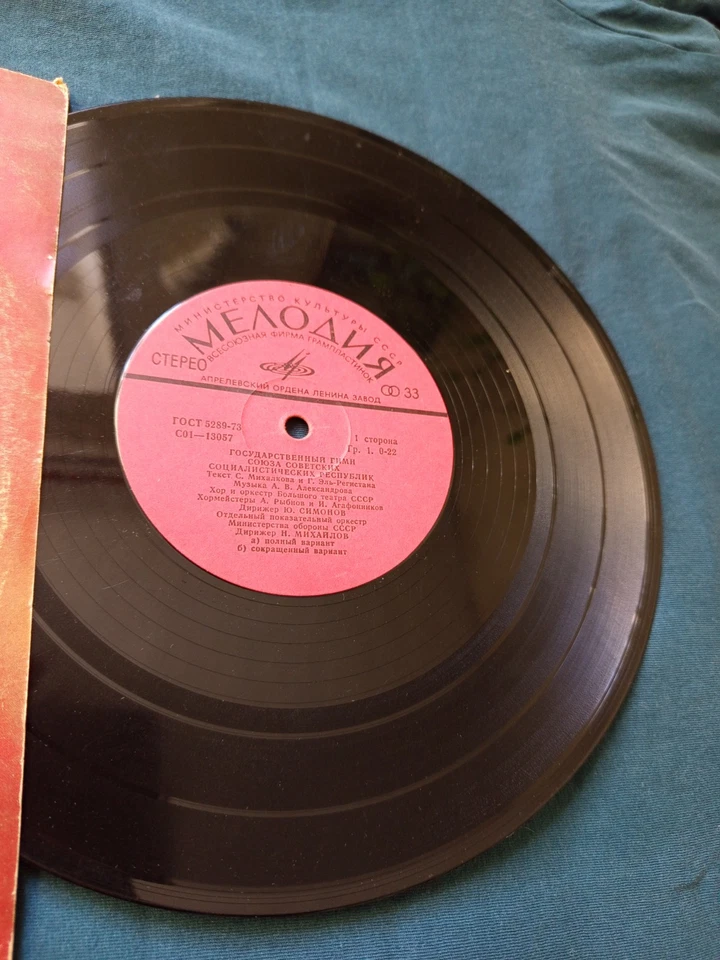 МИНИСТЕРСТВО КУЛЬТУРЫ СССР
МЕЛОДИЯ
ВСЕСОЮЗНАЯ ФИРМА ГРАМПЛАСТИНОК
СТЕРЕО
33
АПРЕЛЕВСКИЙ ОРДЕНА ЛЕНИНА ЗАВОД
ГОСТ 5289-73
С01—13057
1 сторона
Гр. 1. 0-22
ГОСУДАРСТВЕННЫЙ ГИМН
СОЮЗА СОВЕТСКИХ
СОЦИАЛИСТИЧЕСКИХ РЕСПУБЛИК
Текст С. Михалкова и Г. Эль-Регистана
Музыка А. В. Александрова
Хор и оркестр Большого театра СССР
Хормейстеры А. Рыбнов и И. Агафонников
Дирижер Ю. СИМОНОВ
Отдельный показательный оркестр
Министерства обороны СССР
Дирижер Н. МИХАЙЛОВ
а) полный вариант
б) сокращенный вариант